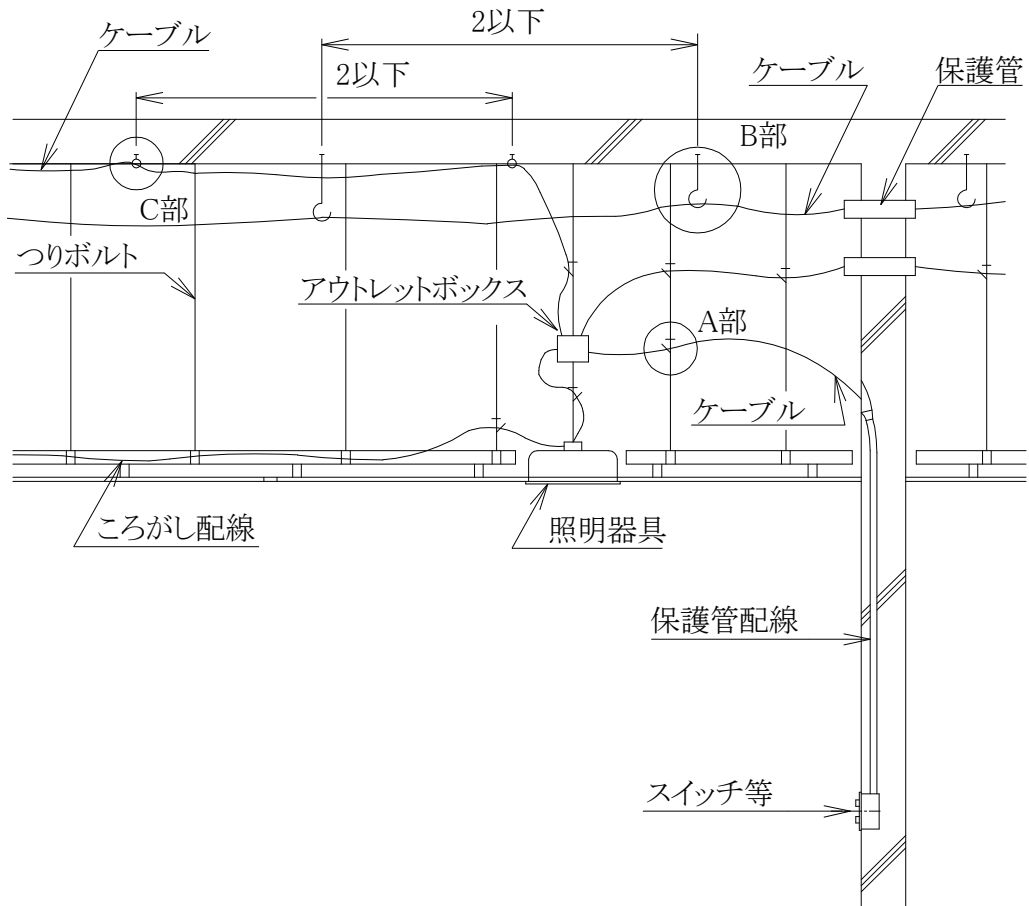 2以下
ケーブル
2以下
ケーブル
保護管
B部
C部
つりボルト
アウトレットボックス
A部
ケーブル
ころがし配線
照明器具
保護管配線
スイッチ等